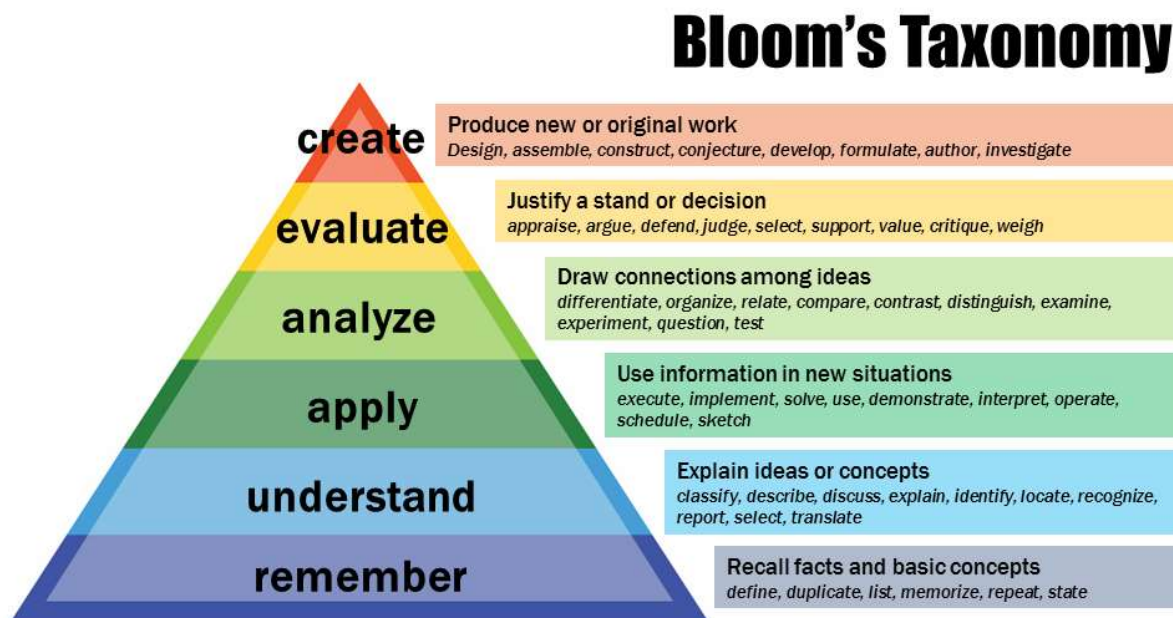 Bloom's Taxonomy
create
Produce new or original work
Design, assemble, construct, conjecture, develop, formulate, author, investigate
evaluate
Justify a stand or decision
appraise, argue, defend, judge, select, support, value, critique, weigh
analyze
Draw connections among ideas
differentiate, organize, relate, compare, contrast, distinguish, examine,
experiment, question, test
apply
Use information in new situations
execute, implement, solve, use, demonstrate, interpret, operate,
schedule, sketch
understand
Explain ideas or concepts
classify, describe, discuss, explain, identify, locate, recognize,
report, select, translate
remember
Recall facts and basic concepts
define, duplicate, list, memorize, repeat, state